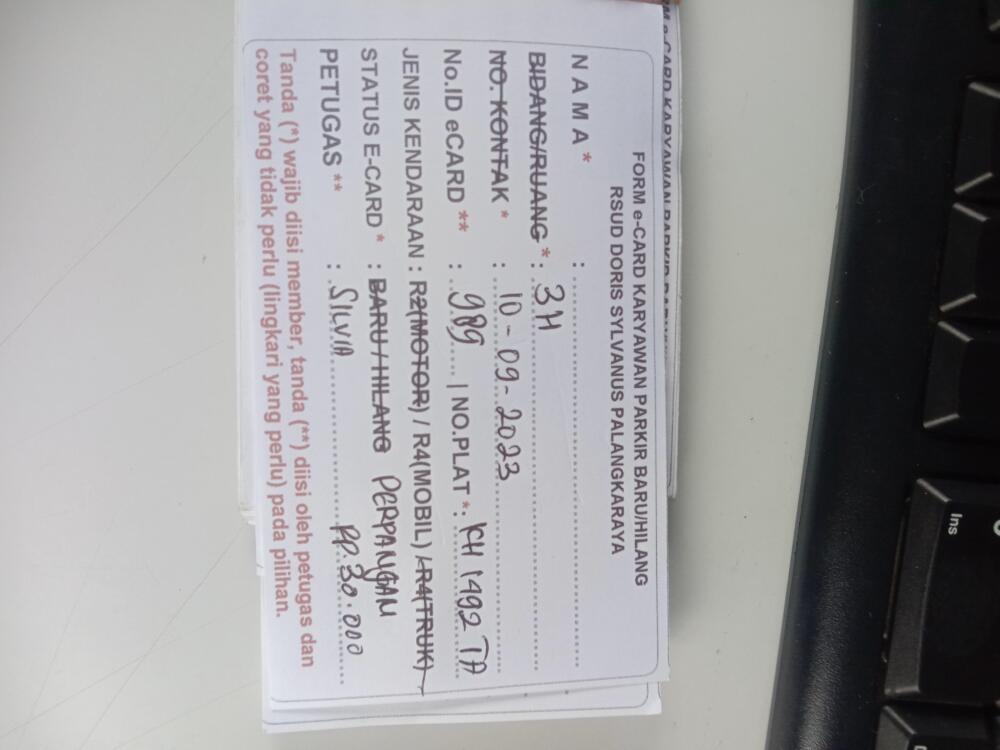 FORM e-CARD KARYAWAN PARKIR BARU/HILANG
RSUD DORIS SYLVANUS PALANGKARAYA
N A M A * :
BIDANG/RUANG * : 3H
NO. KONTAK * : 10-09-2023
No.ID eCARD ** : 989 | NO.PLAT * : KH 1492 TA
JENIS KENDARAAN : R2(MOTOR) / R4(MOBIL) / R4(TRUK)
STATUS E-CARD * : BARU / HILANG PERPANJGAN
PETUGAS ** : SILVIA RP.30.000
Tanda (*) wajib diisi member, tanda (**) diisi oleh petugas dan
coret yang tidak perlu (lingkari yang perlu) pada pilihan.
Ins